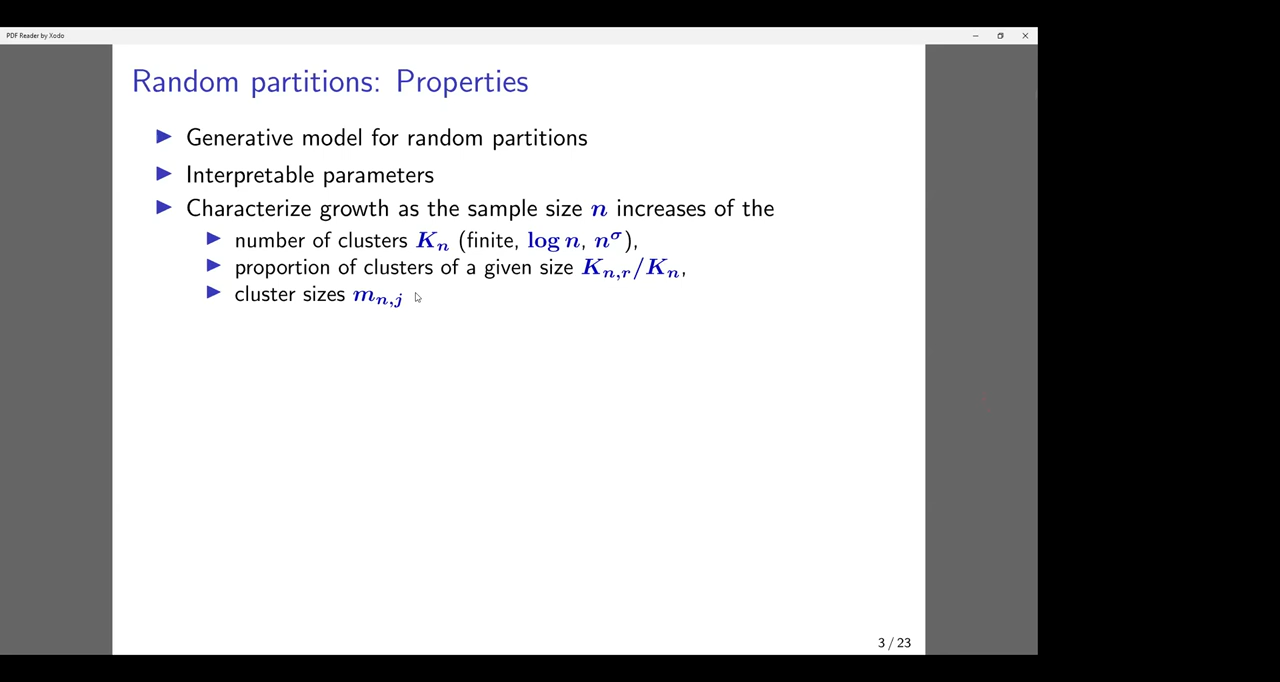 PDF Reader by Xodo
Random partitions: Properties
▶ Generative model for random partitions
▶ Interpretable parameters
▶ Characterize growth as the sample size n increases of the
▶ number of clusters Kₙ (finite, log n, n^σ),
▶ proportion of clusters of a given size K_{n,r}/K_n,
▶ cluster sizes m_{n,j}
3 / 23